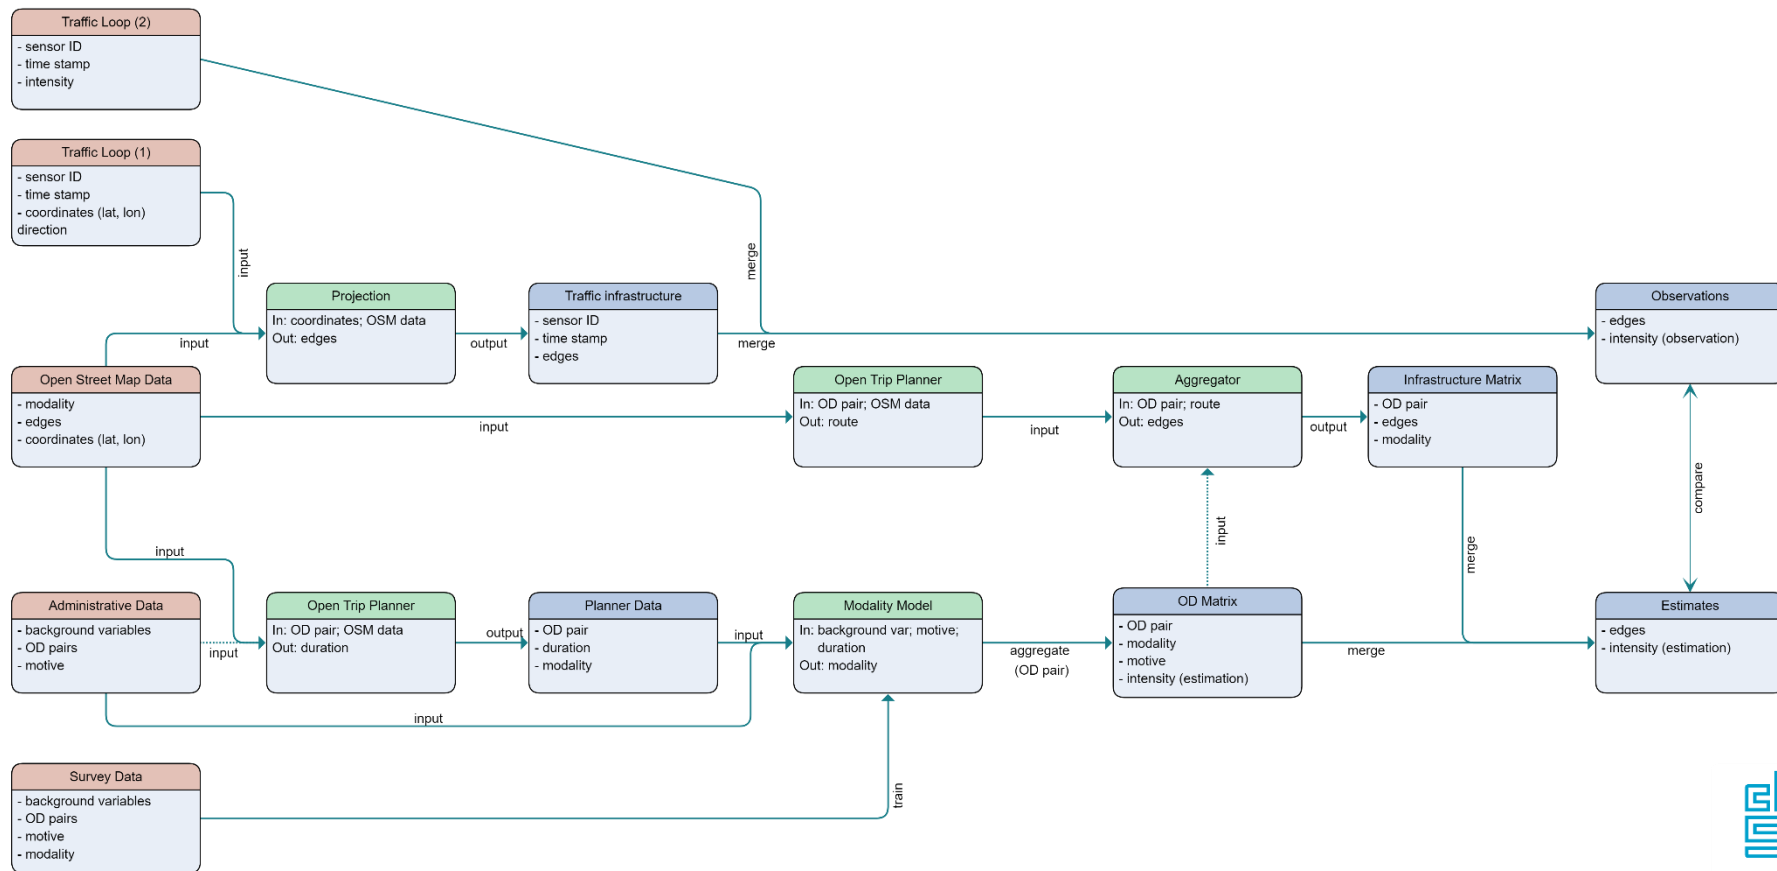 Traffic Loop (2)
- sensor ID
- time stamp
- intensity
Traffic Loop (1)
- sensor ID
- time stamp
- coordinates (lat, lon)
direction
input
merge
Projection
In: coordinates; OSM data
Out: edges
input
output
Traffic infrastructure
- sensor ID
- time stamp
- edges
merge
Observations
- edges
- intensity (observation)
Open Street Map Data
- modality
- edges
- coordinates (lat, lon)
input
Open Trip Planner
In: OD pair; OSM data
Out: route
input
Aggregator
In: OD pair; route
Out: edges
output
Infrastructure Matrix
- OD pair
- edges
- modality
compare
input
input
merge
Administrative Data
- background variables
- OD pairs
- motive
input
Open Trip Planner
In: OD pair; OSM data
Out: duration
output
Planner Data
- OD pair
- duration
- modality
input
Modality Model
In: background var; motive;
duration
Out: modality
aggregate
(OD pair)
OD Matrix
- OD pair
- modality
- motive
- intensity (estimation)
merge
Estimates
- edges
- intensity (estimation)
input
train
Survey Data
- background variables
- OD pairs
- motive
- modality